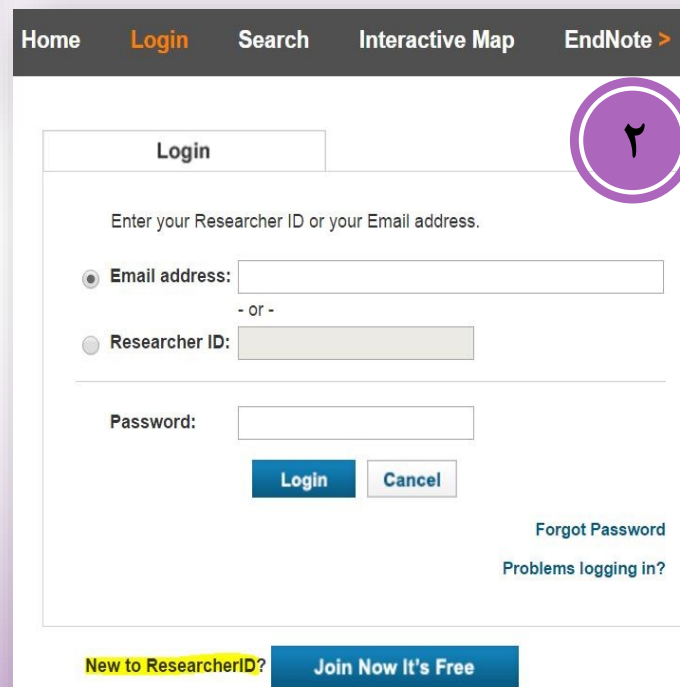 Home Login Search Interactive Map EndNote >
۲
Login
Enter your Researcher ID or your Email address.
Email address:
- or -
Researcher ID:
Password:
Login Cancel
Forgot Password
Problems logging in?
New to ResearcherID? Join Now It's Free